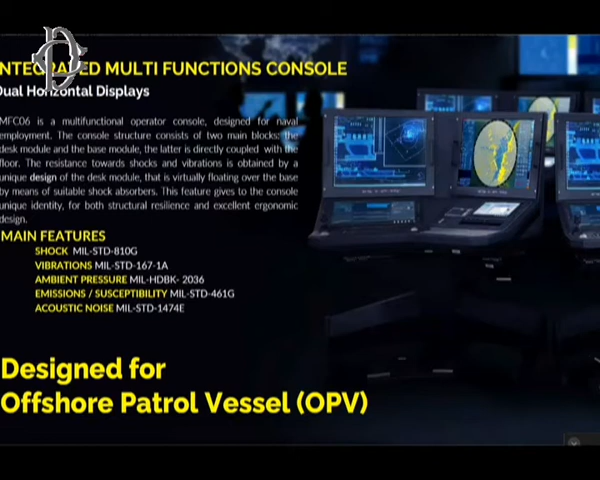 NTEGRATED MULTI FUNCTIONS CONSOLE
Dual Horizontal Displays
MFC06 is a multifunctional operator console, designed for naval
employment. The console structure consists of two main blocks: the
desk module and the base module, the latter is directly coupled with the
floor. The resistance towards shocks and vibrations is obtained by a
unique design of the desk module, that is virtually floating over the base
by means of suitable shock absorbers. This feature gives to the console
unique identity, for both structural resilience and excellent ergonomic
design.
MAIN FEATURES
SHOCK MIL-STD-810G
VIBRATIONS MIL-STD-167-1A
AMBIENT PRESSURE MIL-HDBK- 2036
EMISSIONS / SUSCEPTIBILITY MIL-STD-461G
ACOUSTIC NOISE MIL-STD-1474E
Designed for
Offshore Patrol Vessel (OPV)